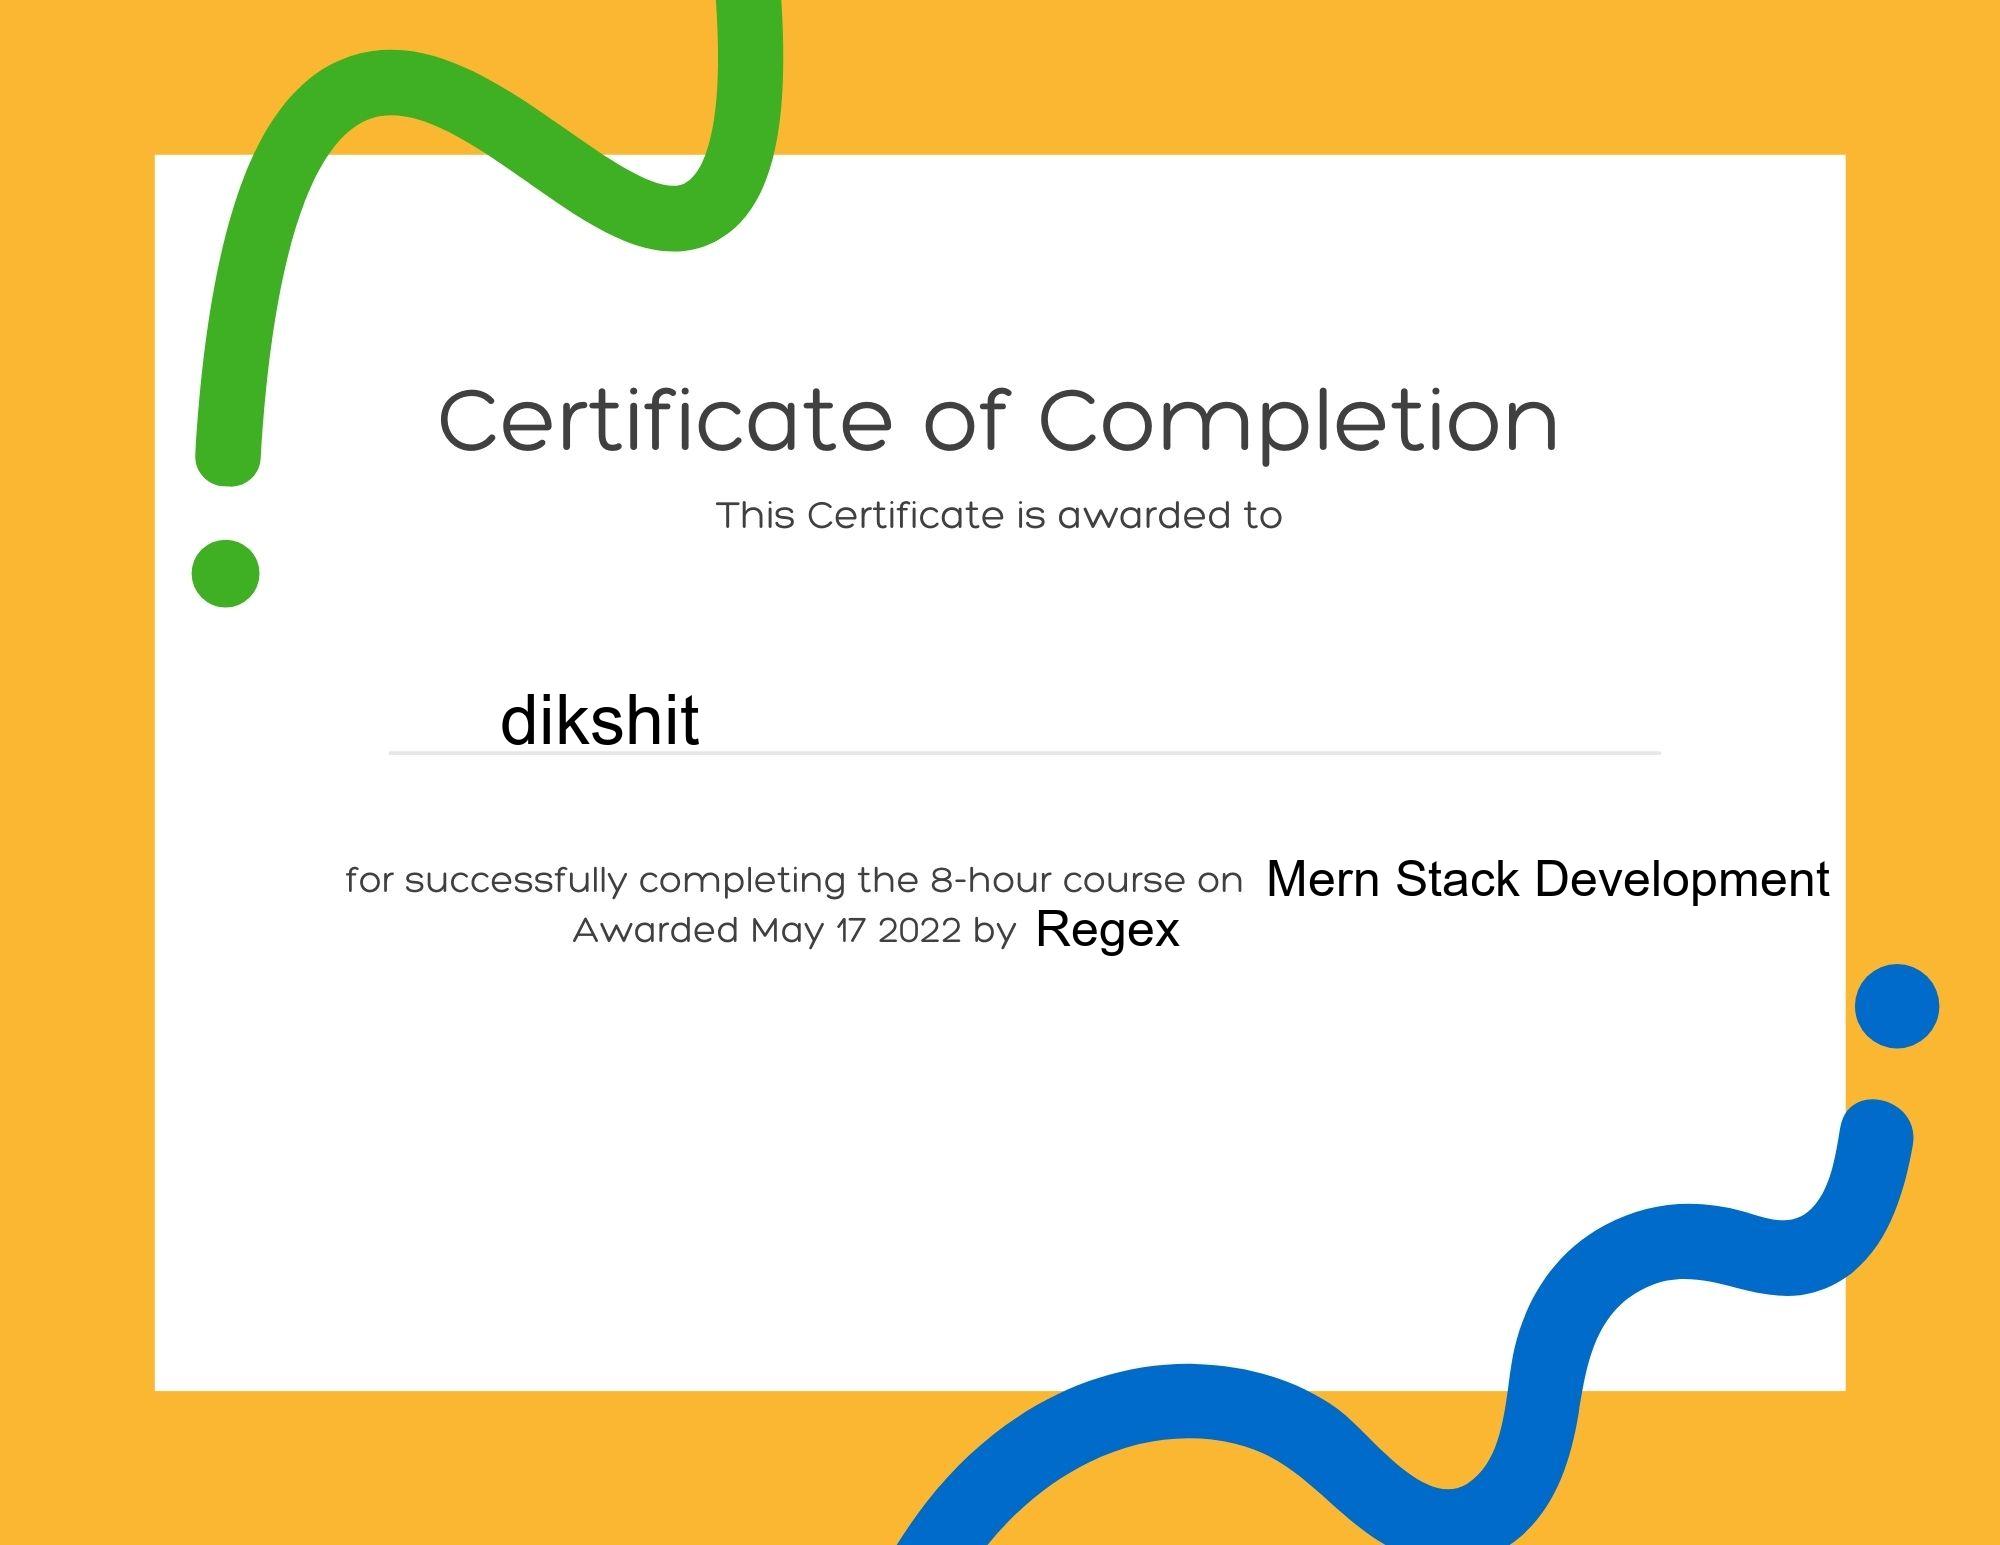 Certificate of Completion
This Certificate is awarded to
dikshit
for successfully completing the 8-hour course on Mern Stack Development
Awarded May 17 2022 by Regex